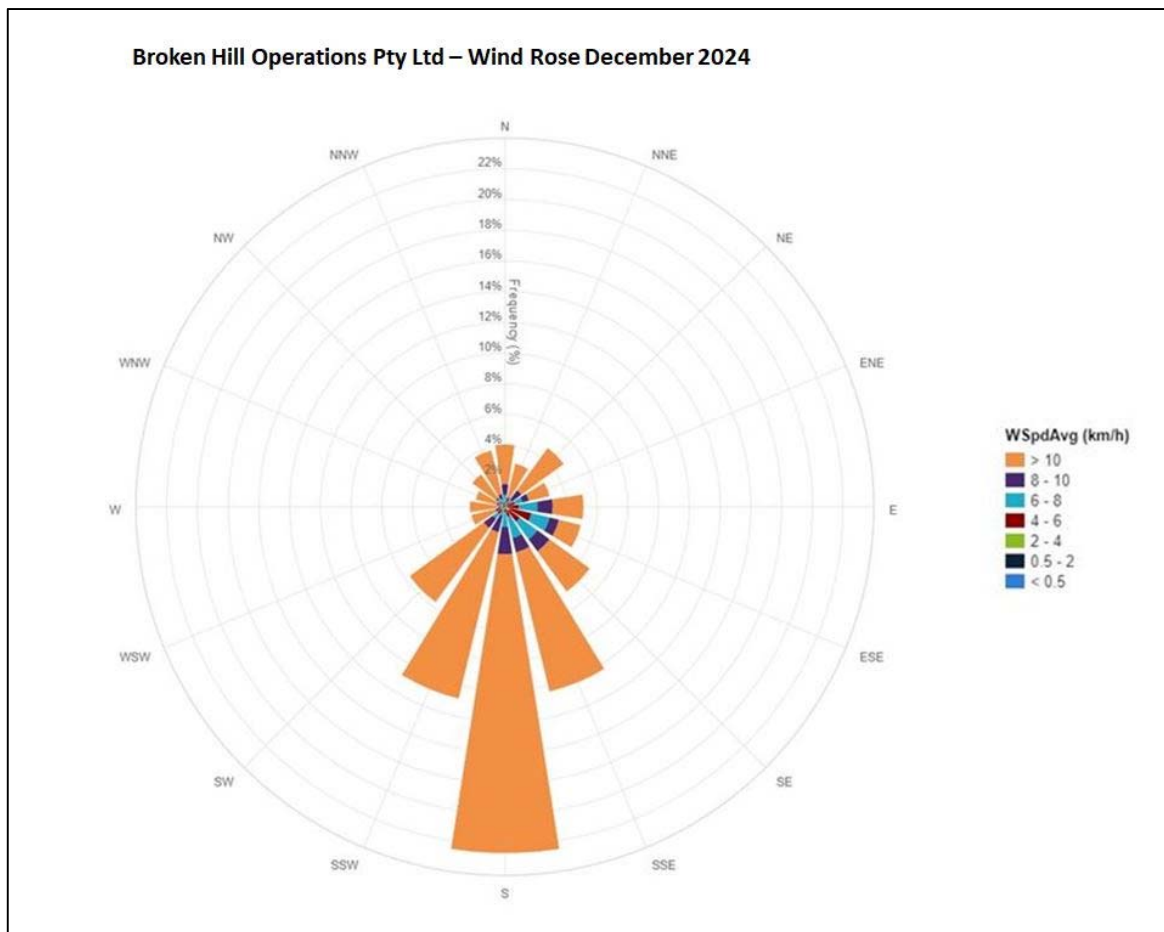 Broken Hill Operations Pty Ltd – Wind Rose December 2024
N
NNW
NNE
22%
20%
NW
NE
18%
16%
14%
Frequency (%)
12%
10%
WNW
ENE
8%
6%
4%
2%
W
E
WSpdAvg (km/h)
> 10
8 - 10
6 - 8
4 - 6
2 - 4
0.5 - 2
< 0.5
WSW
ESE
SW
SE
SSW
SSE
S